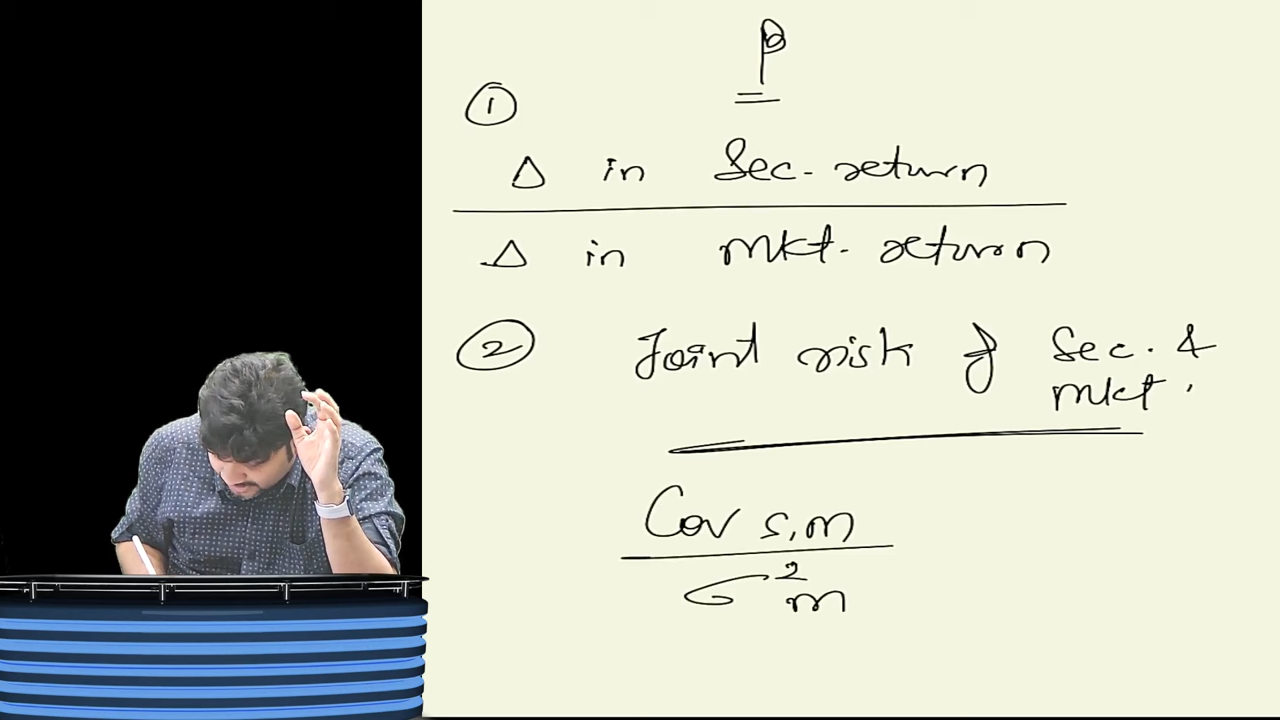 β
①
Δ in Sec. return
Δ in mkt. return
② Joint risk of Sec. &
mkt.
Cov s,m
σ²m